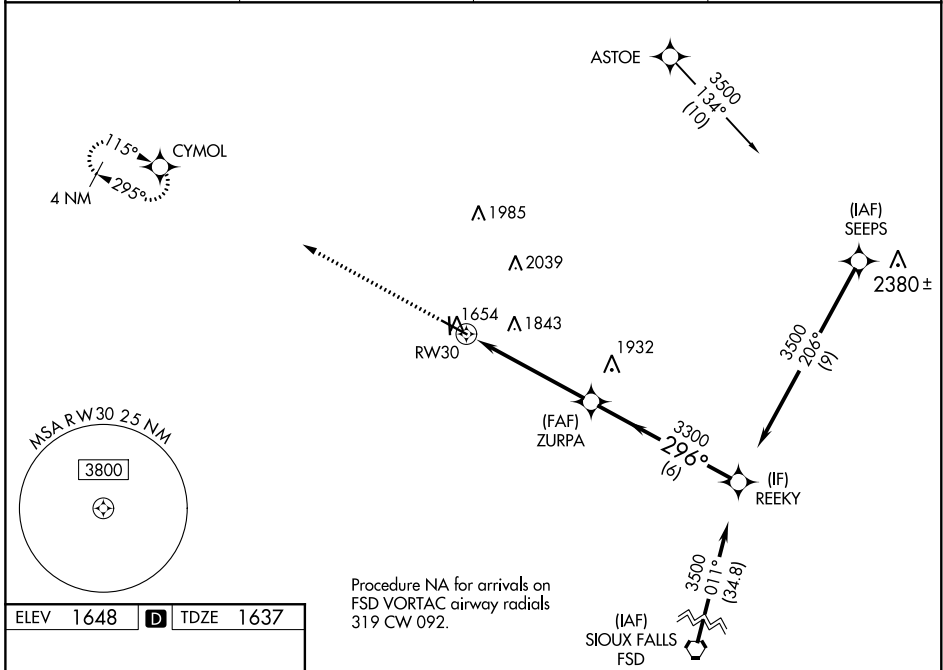 ASTOE
3500
134°
(10)
115°
CYMOL
295°
4 NM
1985
(IAF)
SEEPS
2039
2380 ±
1654
1843
RW30
3500
206°
(9)
1932
(FAF)
ZURPA
3300
296°
(6)
MSA RW30 25 NM
3800
(IF)
REEKY
3500
011°
(34.8)
Procedure NA for arrivals on
FSD VORTAC airway radials
319 CW 092.
(IAF)
SIOUX FALLS
FSD
ELEV 1648 D TDZE 1637